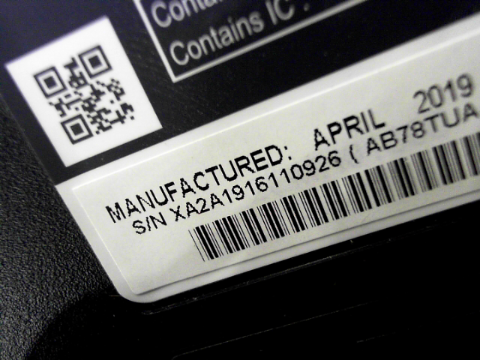 Contains IC :
MANUFACTURED: APRIL 2019
S/N XA2A1916110926 ( AB78TUA